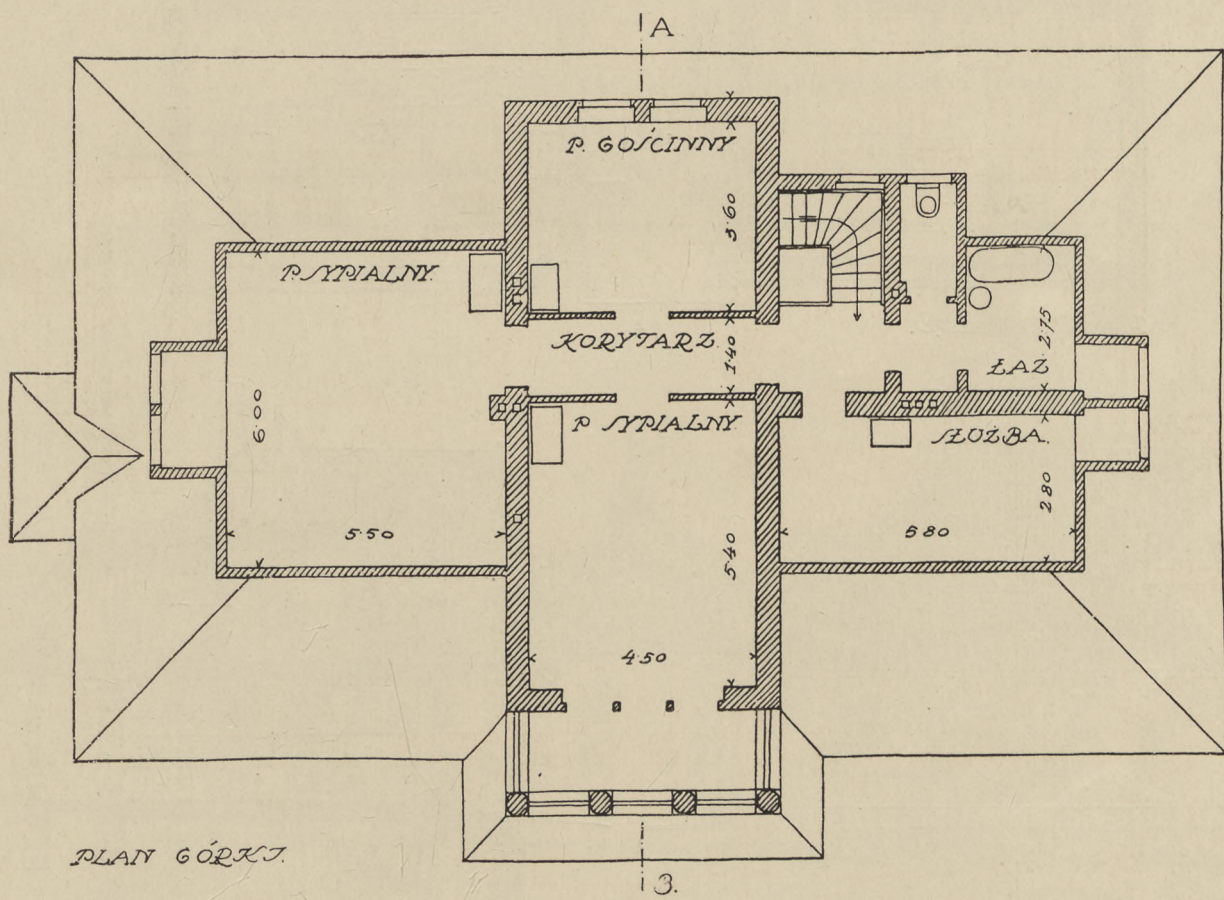 A
P. GOŚCINNY
3·60
P. SYPIALNY.
KORYTARZ.
1·40
2·75
ŁAZ
6·00
P SYPIALNY.
SŁUŻBA.
2 80
5·50
5·40
5 80
4·50
PLAN GÓRKI.
B.